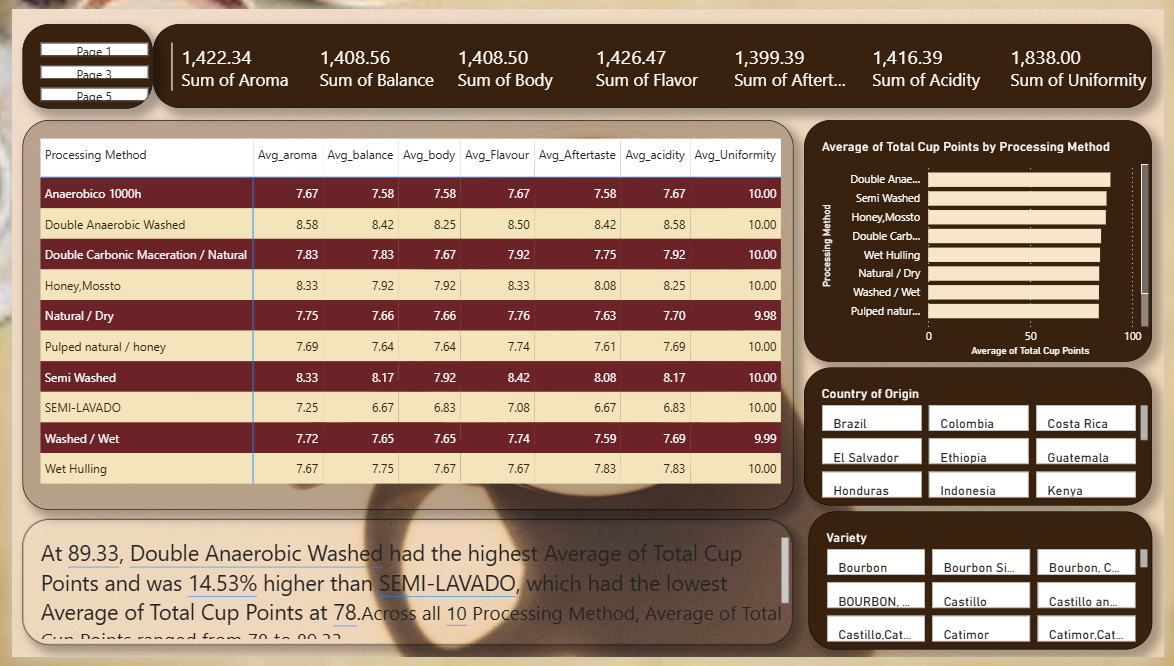 Page 1
Page 3
Page 5
1,422.34 1,408.56 1,408.50 1,426.47 1,399.39 1,416.39 1,838.00
Sum of Aroma Sum of Balance Sum of Body Sum of Flavor Sum of Aftert... Sum of Acidity Sum of Uniformity
Processing Method Avg_aroma Avg_balance Avg_body Avg_Flavour Avg_Aftertaste Avg_acidity Avg_Uniformity
Anaerobico 1000h 7.67 7.58 7.58 7.67 7.58 7.67 10.00
Double Anaerobic Washed 8.58 8.42 8.25 8.50 8.42 8.58 10.00
Double Carbonic Maceration / Natural 7.83 7.83 7.67 7.92 7.75 7.92 10.00
Honey,Mossto 8.33 7.92 7.92 8.33 8.08 8.25 10.00
Natural / Dry 7.75 7.66 7.66 7.76 7.63 7.70 9.98
Pulped natural / honey 7.69 7.64 7.64 7.74 7.61 7.69 10.00
Semi Washed 8.33 8.17 7.92 8.42 8.08 8.17 10.00
SEMI-LAVADO 7.25 6.67 6.83 7.08 6.67 6.83 10.00
Washed / Wet 7.72 7.65 7.65 7.74 7.59 7.69 9.99
Wet Hulling 7.67 7.75 7.67 7.67 7.83 7.83 10.00
At 89.33, Double Anaerobic Washed had the highest Average of Total Cup
Points and was 14.53% higher than SEMI-LAVADO, which had the lowest
Average of Total Cup Points at 78.Across all 10 Processing Method, Average of Total
Cup Points ranged from 78 to 89.33
Average of Total Cup Points by Processing Method
Processing Method
Double Anae...
Semi Washed
Honey,Mossto
Double Carb...
Wet Hulling
Natural / Dry
Washed / Wet
Pulped natur...
0 50 100
Average of Total Cup Points
Country of Origin
Brazil Colombia Costa Rica
El Salvador Ethiopia Guatemala
Honduras Indonesia Kenya
Variety
Bourbon Bourbon Si... Bourbon, C...
BOURBON, ... Castillo Castillo an...
Castillo,Cat... Catimor Catimor,Cat...